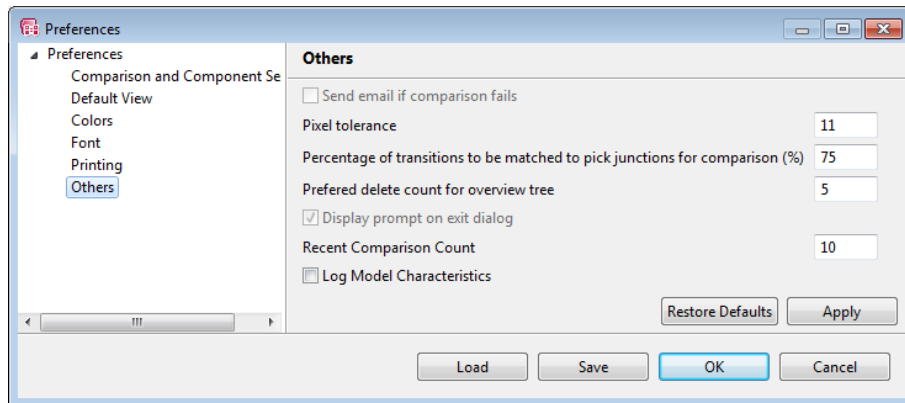 Preferences
Preferences
Comparison and Component Se
Default View
Colors
Font
Printing
Others
Others
Send email if comparison fails
Pixel tolerance 11
Percentage of transitions to be matched to pick junctions for comparison (%) 75
Prefered delete count for overview tree 5
Display prompt on exit dialog
Recent Comparison Count 10
Log Model Characteristics
Restore Defaults Apply
Load Save OK Cancel